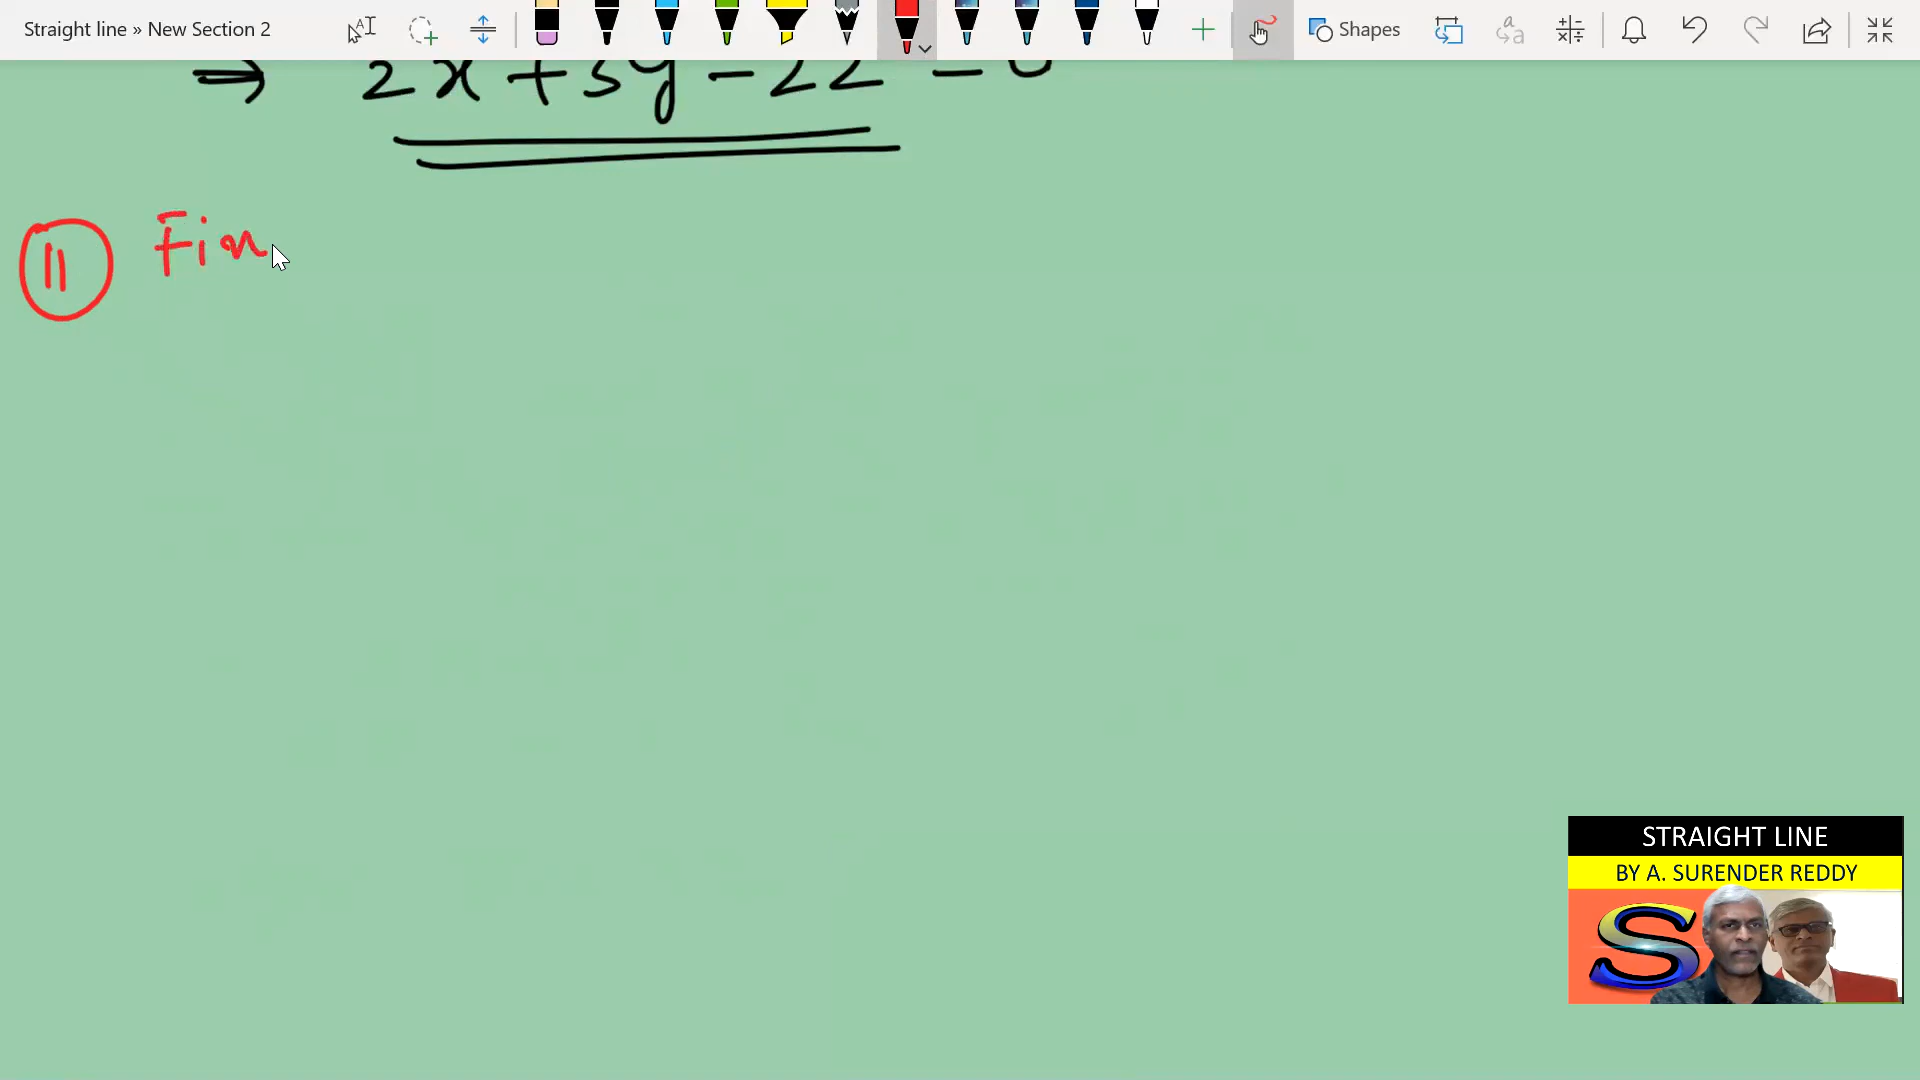 Straight line » New Section 2
Shapes
⇒ 2x + 3y - 22 = 0
11 Fin
STRAIGHT LINE
BY A. SURENDER REDDY
S